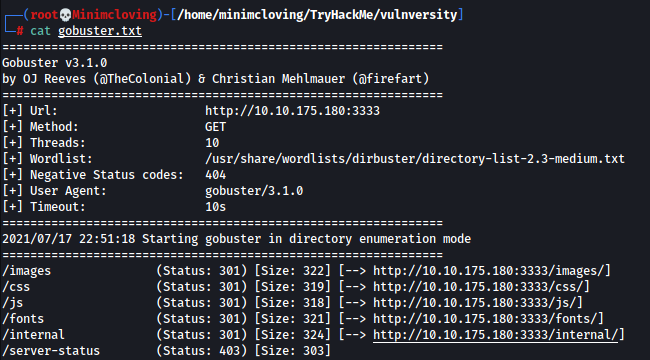 ┌──(root💀Minimcloving)-[/home/minimcloving/TryHackMe/vulnversity]
└─# cat gobuster.txt
===============================================================
Gobuster v3.1.0
by OJ Reeves (@TheColonial) & Christian Mehlmauer (@firefart)
===============================================================
[+] Url:                     http://10.10.175.180:3333
[+] Method:                  GET
[+] Threads:                 10
[+] Wordlist:                /usr/share/wordlists/dirbuster/directory-list-2.3-medium.txt
[+] Negative Status codes:   404
[+] User Agent:              gobuster/3.1.0
[+] Timeout:                 10s
===============================================================
2021/07/17 22:51:18 Starting gobuster in directory enumeration mode
===============================================================
/images               (Status: 301) [Size: 322] [--> http://10.10.175.180:3333/images/]
/css                  (Status: 301) [Size: 319] [--> http://10.10.175.180:3333/css/]
/js                   (Status: 301) [Size: 318] [--> http://10.10.175.180:3333/js/]
/fonts                (Status: 301) [Size: 321] [--> http://10.10.175.180:3333/fonts/]
/internal             (Status: 301) [Size: 324] [--> http://10.10.175.180:3333/internal/]
/server-status        (Status: 403) [Size: 303]